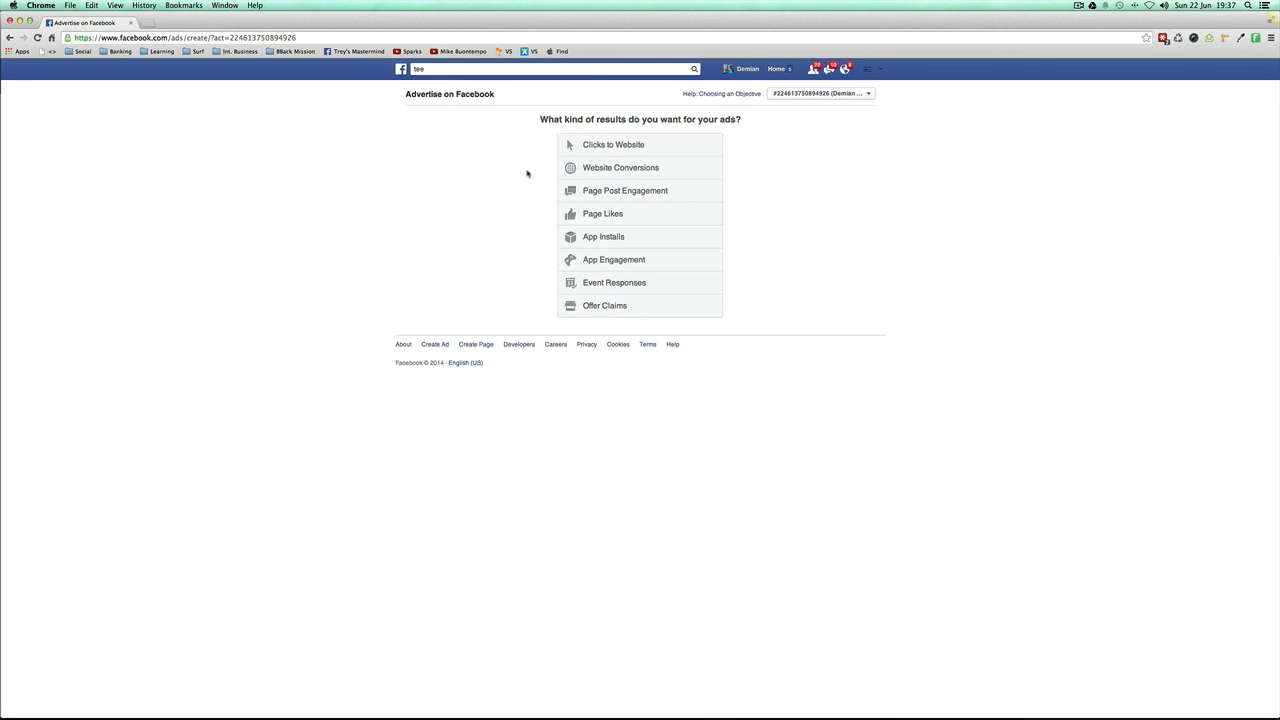 Chrome File Edit View History Bookmarks Window Help Sun 22 Jun 19:37
Advertise on Facebook
https://www.facebook.com/ads/create/?act=224613750894926
Apps <> Social Banking Learning Surf Int. Business BBack Mission Trey's Mastermind Sparks Mike Buontempo VS VS Find
tee Demian Home 5 22 10 8
Advertise on Facebook Help: Choosing an Objective #224613750894926 (Demian ...
What kind of results do you want for your ads?
Clicks to Website
Website Conversions
Page Post Engagement
Page Likes
App Installs
App Engagement
Event Responses
Offer Claims
About Create Ad Create Page Developers Careers Privacy Cookies Terms Help
Facebook © 2014 · English (US)